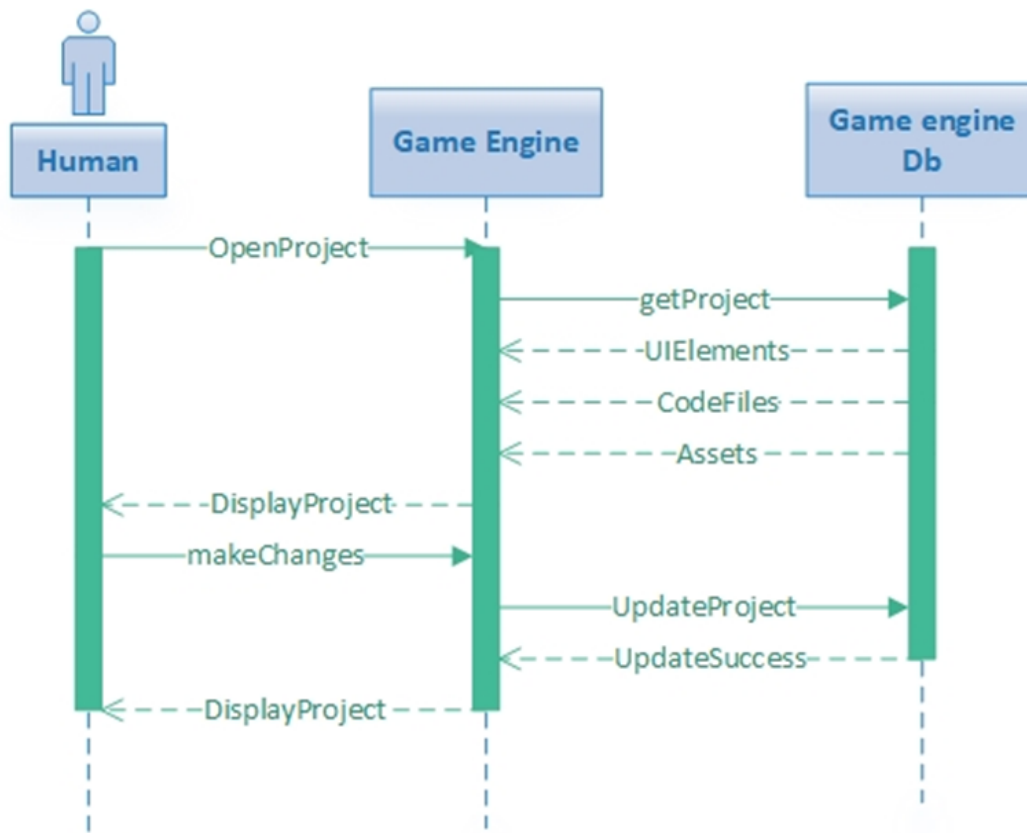 Human
Game Engine
Game engine
Db
OpenProject
getProject
UIElements
CodeFiles
Assets
DisplayProject
makeChanges
UpdateProject
UpdateSuccess
DisplayProject